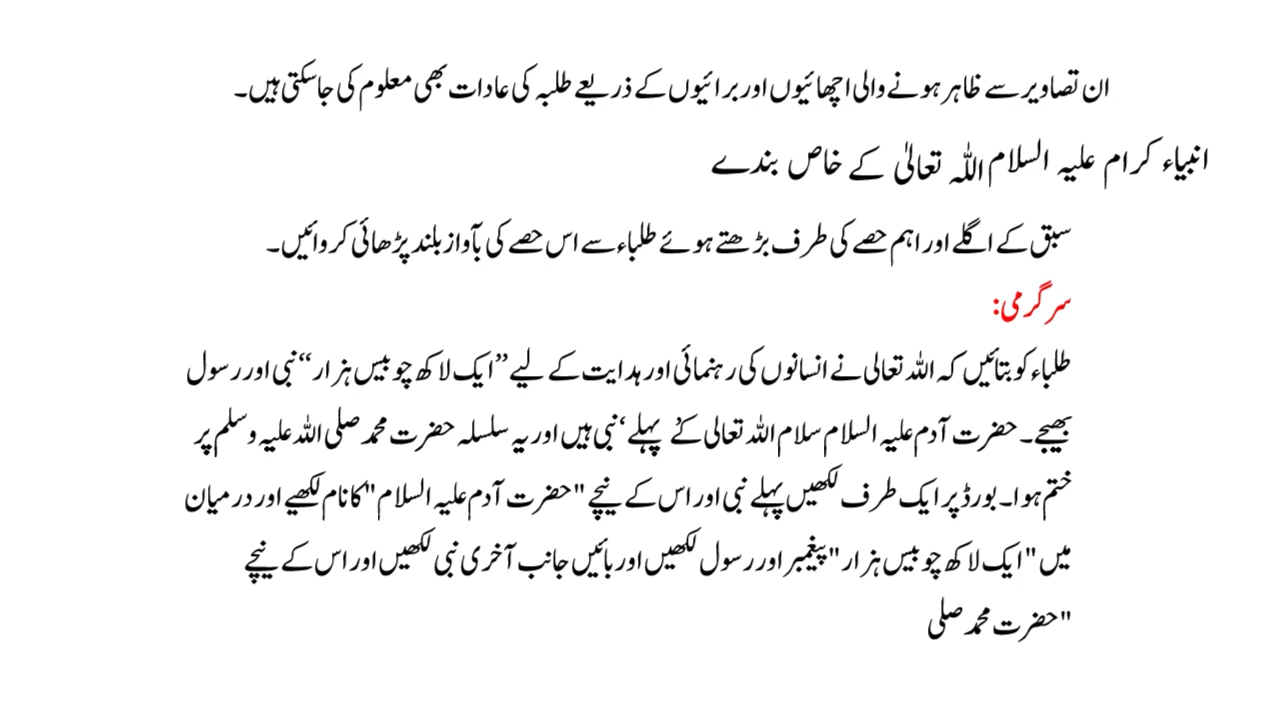 ان تصاویر سے ظاہر ہونے والی اچھائیوں اور برائیوں کے ذریعے طلبہ کی عادات بھی معلوم کی جاسکتی ہیں۔
انبیاء کرام علیہ السلام اللہ تعالیٰ کے خاص بندے
سبق کے اگلے اور اہم حصے کی طرف بڑھتے ہوئے طلباء سے اس حصے کی بآواز بلند پڑھائی کروائیں۔
سرگرمی:
طلباء کو بتائیں کہ اللہ تعالی نے انسانوں کی رہنمائی اور ہدایت کے لیے ”ایک لاکھ چوبیس ہزار“ نبی اور رسول
بھیجے۔ حضرت آدم علیہ السلام سلام اللہ تعالی کے ’پہلے‘ نبی ہیں اور یہ سلسلہ حضرت محمد صلی اللہ علیہ وسلم پر
ختم ہوا۔ بورڈ پر ایک طرف لکھیں پہلے نبی اور اس کے نیچے "حضرت آدم علیہ السلام" کا نام لکھیے اور درمیان
میں "ایک لاکھ چوبیس ہزار" پیغمبر اور رسول لکھیں اور بائیں جانب آخری نبی لکھیں اور اس کے نیچے
"حضرت محمد صلی